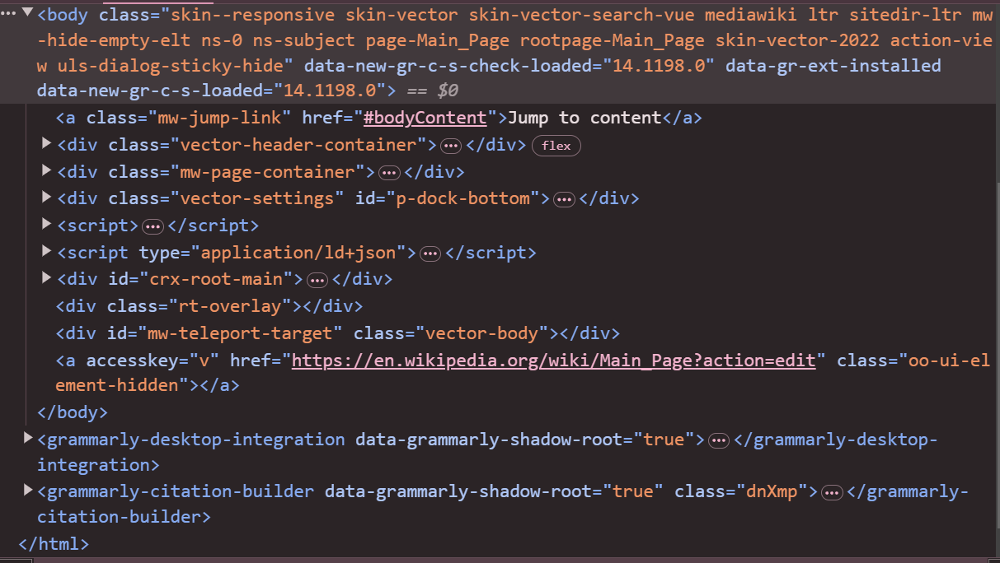 <body class="skin--responsive skin-vector skin-vector-search-vue mediawiki ltr sitedir-ltr mw
-hide-empty-elt ns-0 ns-subject page-Main_Page rootpage-Main_Page skin-vector-2022 action-vie
w uls-dialog-sticky-hide" data-new-gr-c-s-check-loaded="14.1198.0" data-gr-ext-installed
data-new-gr-c-s-loaded="14.1198.0"> == $0
<a class="mw-jump-link" href="#bodyContent">Jump to content</a>
<div class="vector-header-container">…</div> flex
<div class="mw-page-container">…</div>
<div class="vector-settings" id="p-dock-bottom">…</div>
<script>…</script>
<script type="application/ld+json">…</script>
<div id="crx-root-main">…</div>
<div class="rt-overlay"></div>
<div id="mw-teleport-target" class="vector-body"></div>
<a accesskey="v" href="https://en.wikipedia.org/wiki/Main_Page?action=edit" class="oo-ui-el
ement-hidden"></a>
</body>
<grammarly-desktop-integration data-grammarly-shadow-root="true">…</grammarly-desktop-
integration>
<grammarly-citation-builder data-grammarly-shadow-root="true" class="dnXmp">…</grammarly-
citation-builder>
</html>